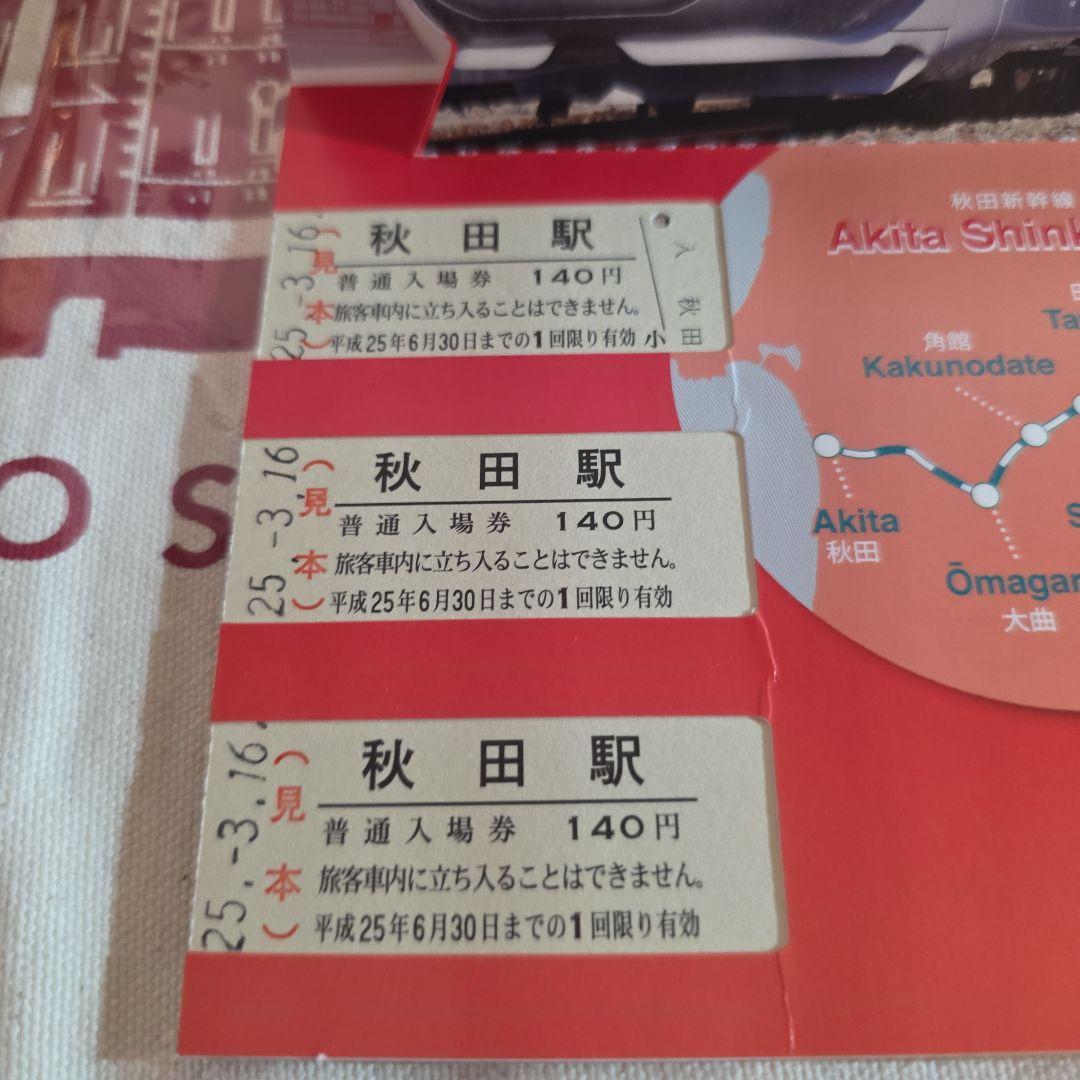 秋田駅
普通入場券 140円
旅客車内に立ち入ることはできません。
平成25年6月30日までの1回限り有効
小
入 秋田
25.-3.16
(見本)
秋田駅
普通入場券 140円
旅客車内に立ち入ることはできません。
平成25年6月30日までの1回限り有効
25.-3.16
(見本)
秋田駅
普通入場券 140円
旅客車内に立ち入ることはできません。
平成25年6月30日までの1回限り有効
25.-3.16.
(見本)
秋田新幹線
Akita Shink
Ta
角館
Kakunodate
Akita
秋田
S
Ōmagar
大曲
OS